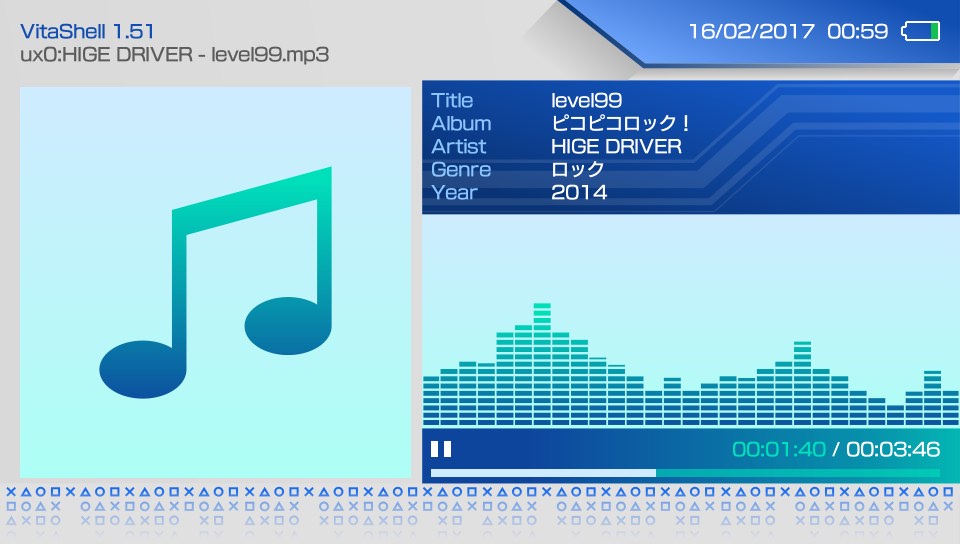 VitaShell 1.51
ux0:HIGE DRIVER - level99.mp3
16/02/2017 00:59
Title level99
Album ピコピコロック！
Artist HIGE DRIVER
Genre ロック
Year 2014
00:01:40 / 00:03:46